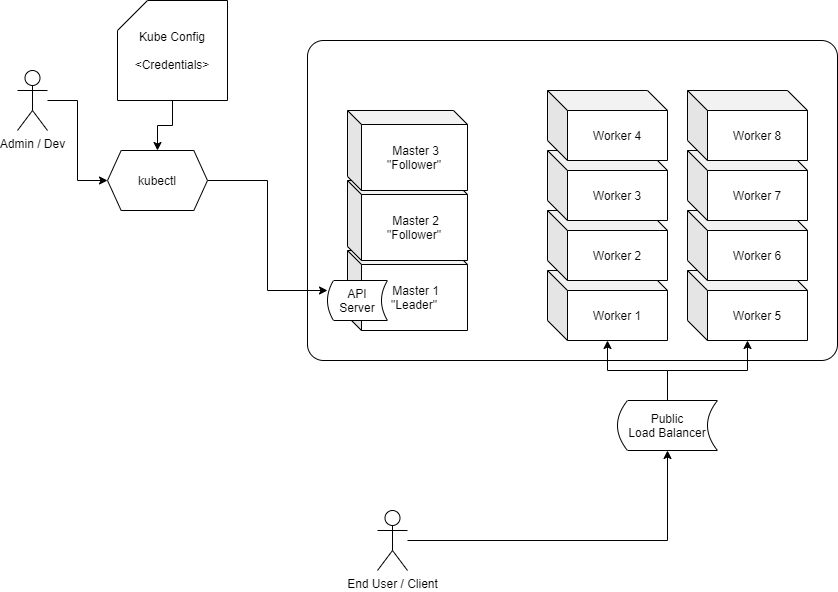 Kube Config
<Credentials>
Admin / Dev
kubectl
Master 3
"Follower"
Master 2
"Follower"
Master 1
"Leader"
API
Server
Worker 4
Worker 3
Worker 2
Worker 1
Worker 8
Worker 7
Worker 6
Worker 5
Public
Load Balancer
End User / Client